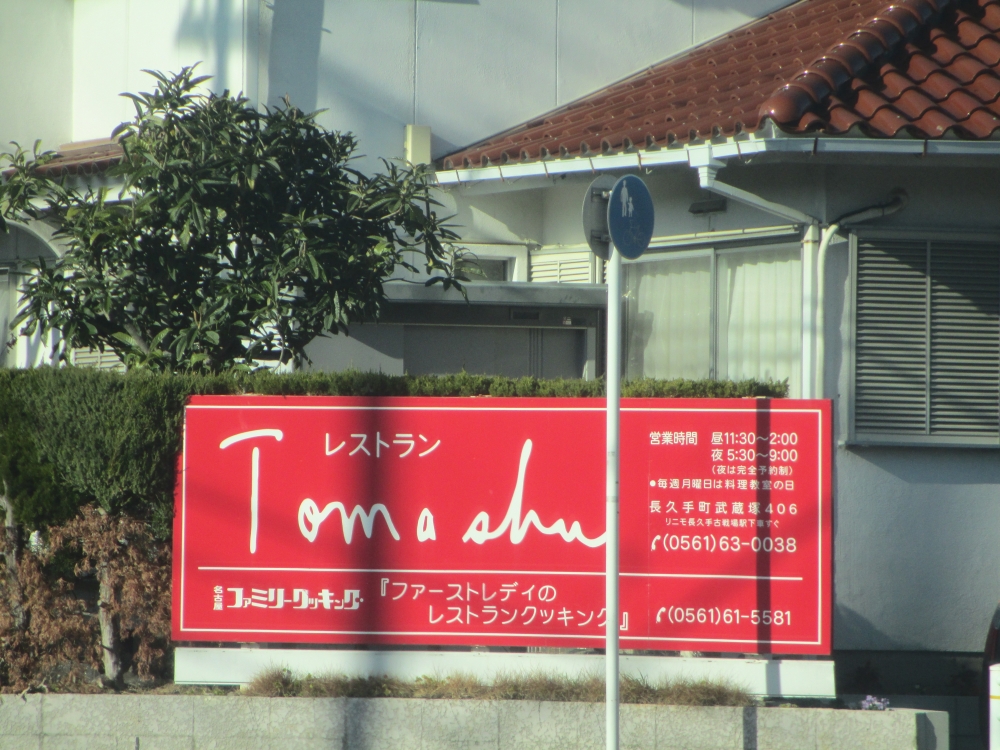 レストラン
Tomashu
営業時間 昼11:30〜2:00
夜5:30〜9:00
(夜は完全予約制)
●毎週月曜日は料理教室の日
長久手町武蔵塚406
リニモ長久手古戦場駅下車すぐ
(0561)63-0038
名古屋ファミリークッキング
『ファーストレディの
レストランクッキング』
(0561)61-5581